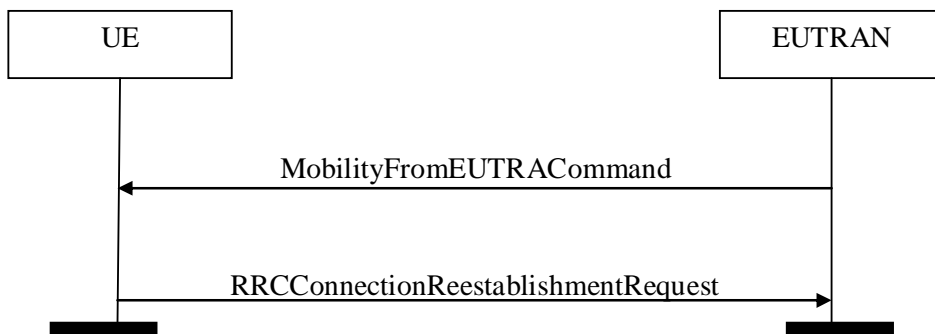 UE
EUTRAN
MobilityFromEUTRACommand
RRCConnectionReestablishmentRequest